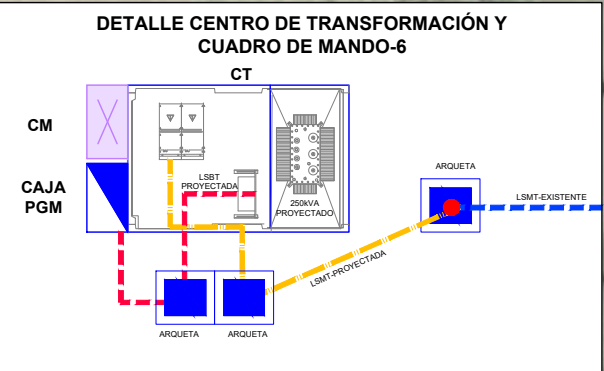 DETALLE CENTRO DE TRANSFORMACIÓN Y
CUADRO DE MANDO-6
CT
CM
CAJA
PGM
LSBT
PROYECTADA
250kVA
PROYECTADO
ARQUETA
LSMT-EXISTENTE
LSMT-PROYECTADA
ARQUETA
ARQUETA